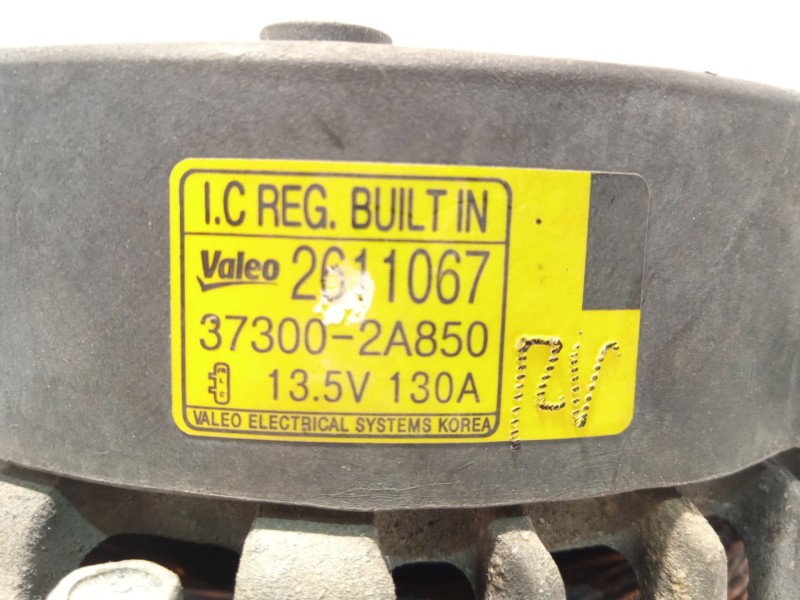 I.C REG. BUILT IN
Valeo 2611067
37300-2A850
13.5V 130A
VALEO ELECTRICAL SYSTEMS KOREA